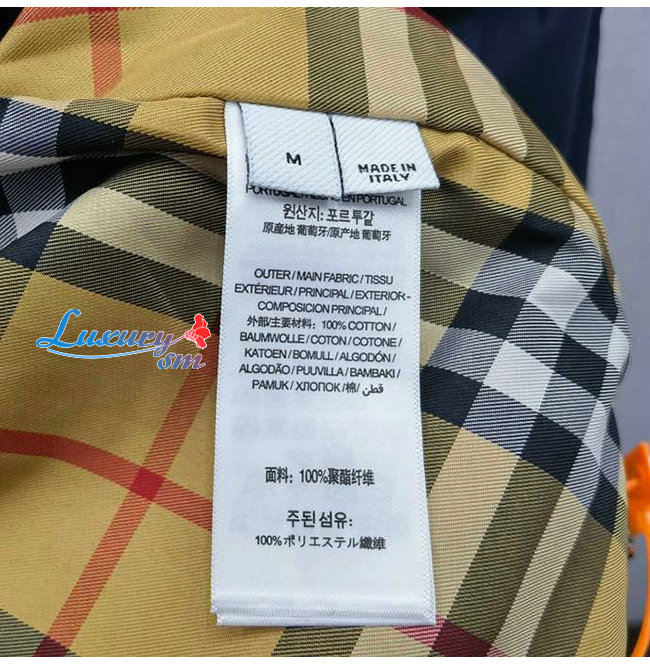 M
MADE IN
ITALY
EN PORTUGAL
원산지: 포르투갈
原産地 葡萄牙/原产地 葡萄牙
OUTER / MAIN FABRIC / TISSU
EXTÉRIEUR / PRINCIPAL / EXTERIOR-
COMPOSICION PRINCIPAL /
外部/主要材料: 100% COTTON /
BAUMWOLLE / COTON / COTONE /
KATOEN / BOMULL / ALGODÓN /
ALGODÃO / PUUVILLA / BAMBAKI /
PAMUK / ХЛОПОК /棉/ قطن
面料: 100%聚酯纤维
주된 섬유:
100%ポリエステル繊維
Luxury
sm